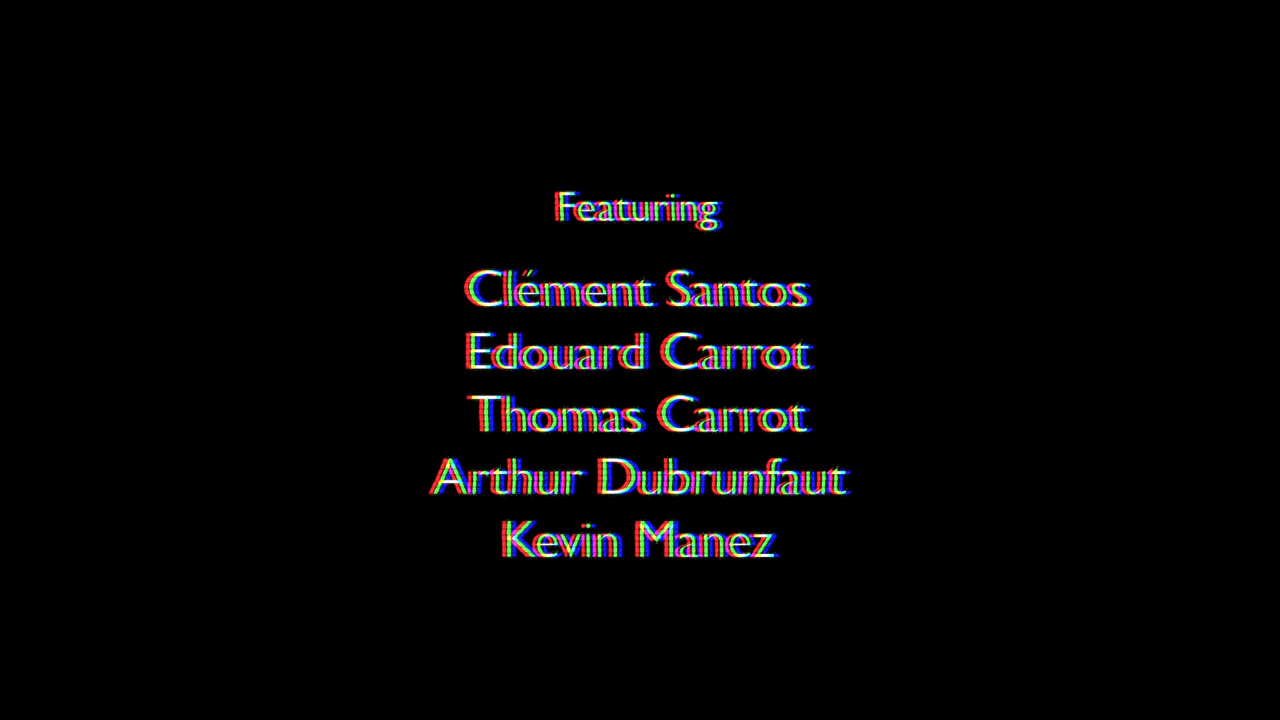 Featuring
Clément Santos
Edouard Carrot
Thomas Carrot
Arthur Dubrunfaut
Kevin Manez